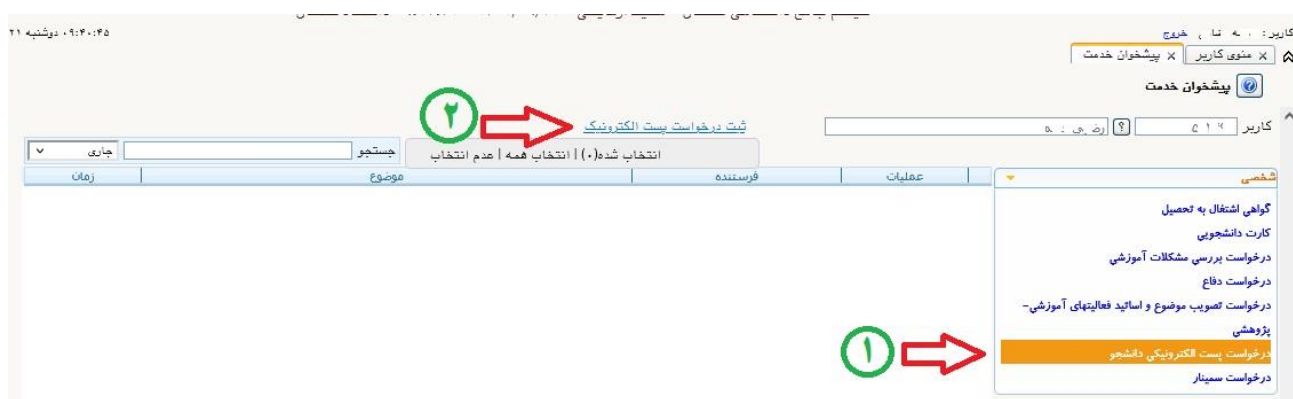 کاربر : خروج
۰۹:۴۰:۴۵ دوشنبه ۲۱
منوی کاربر x پیشخوان خدمت x
پیشخوان خدمت
کاربر ؟
ثبت درخواست پست الکترونیک
۲
انتخاب شده(۰) | انتخاب همه | عدم انتخاب
جستجو جاری
عملیات فرستنده موضوع زمان
شخصی
گواهی اشتغال به تحصیل
کارت دانشجویی
درخواست بررسی مشکلات آموزشی
درخواست دفاع
درخواست تصویب موضوع و اساتید فعالیتهای آموزشی-
پژوهشی
درخواست پست الکترونیکی دانشجو
۱
درخواست سمینار